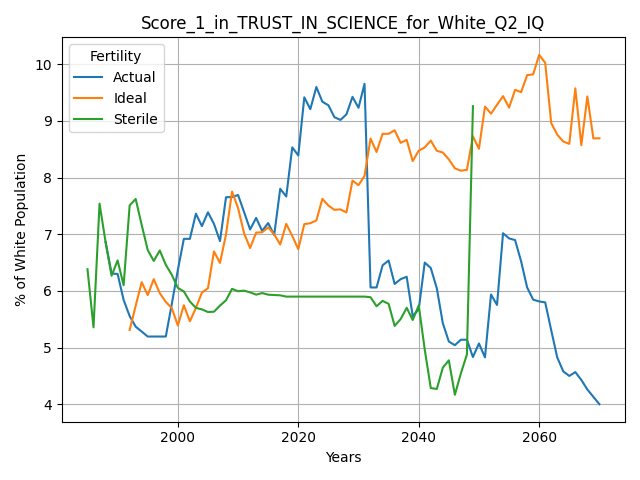 Score_1_in_TRUST_IN_SCIENCE_for_White_Q2_IQ
Fertility
Actual
Ideal
Sterile
% of White Population
10
9
8
7
6
5
4
2000
2020
2040
2060
Years